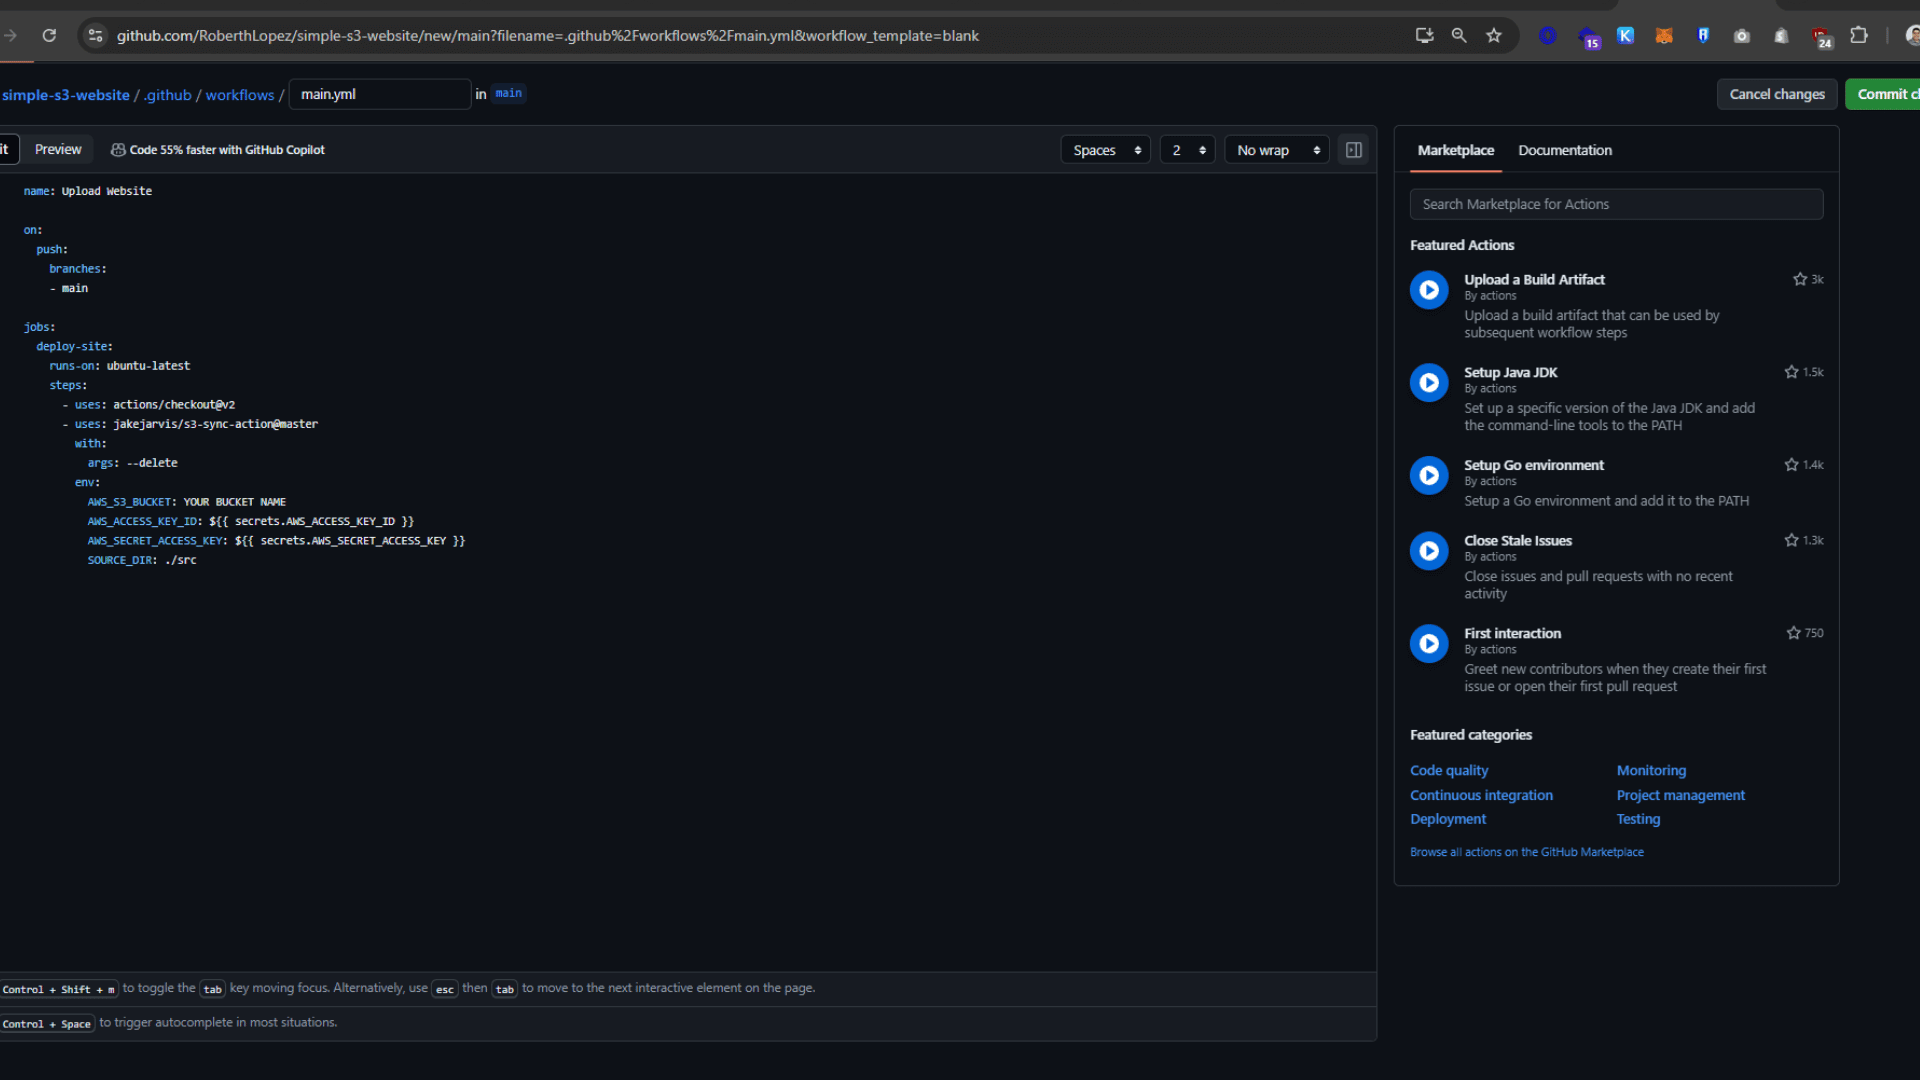 github.com/RoberthLopez/simple-s3-website/new/main?filename=.github%2Fworkflows%2Fmain.yml&workflow_template=blank
15
K
24
simple-s3-website / .github / workflows / main.yml in main
Cancel changes
Commit cl
it
Preview
Code 55% faster with GitHub Copilot
Spaces
2
No wrap
name: Upload Website
on:
push:
branches:
- main
jobs:
deploy-site:
runs-on: ubuntu-latest
steps:
- uses: actions/checkout@v2
- uses: jakejarvis/s3-sync-action@master
with:
args: --delete
env:
AWS_S3_BUCKET: YOUR BUCKET NAME
AWS_ACCESS_KEY_ID: ${{ secrets.AWS_ACCESS_KEY_ID }}
AWS_SECRET_ACCESS_KEY: ${{ secrets.AWS_SECRET_ACCESS_KEY }}
SOURCE_DIR: ./src
Control + Shift + m to toggle the tab key moving focus. Alternatively, use esc then tab to move to the next interactive element on the page.
Control + Space to trigger autocomplete in most situations.
Marketplace
Documentation
Search Marketplace for Actions
Featured Actions
Upload a Build Artifact
3k
By actions
Upload a build artifact that can be used by
subsequent workflow steps
Setup Java JDK
1.5k
By actions
Set up a specific version of the Java JDK and add
the command-line tools to the PATH
Setup Go environment
1.4k
By actions
Setup a Go environment and add it to the PATH
Close Stale Issues
1.3k
By actions
Close issues and pull requests with no recent
activity
First interaction
750
By actions
Greet new contributors when they create their first
issue or open their first pull request
Featured categories
Code quality
Monitoring
Continuous integration
Project management
Deployment
Testing
Browse all actions on the GitHub Marketplace